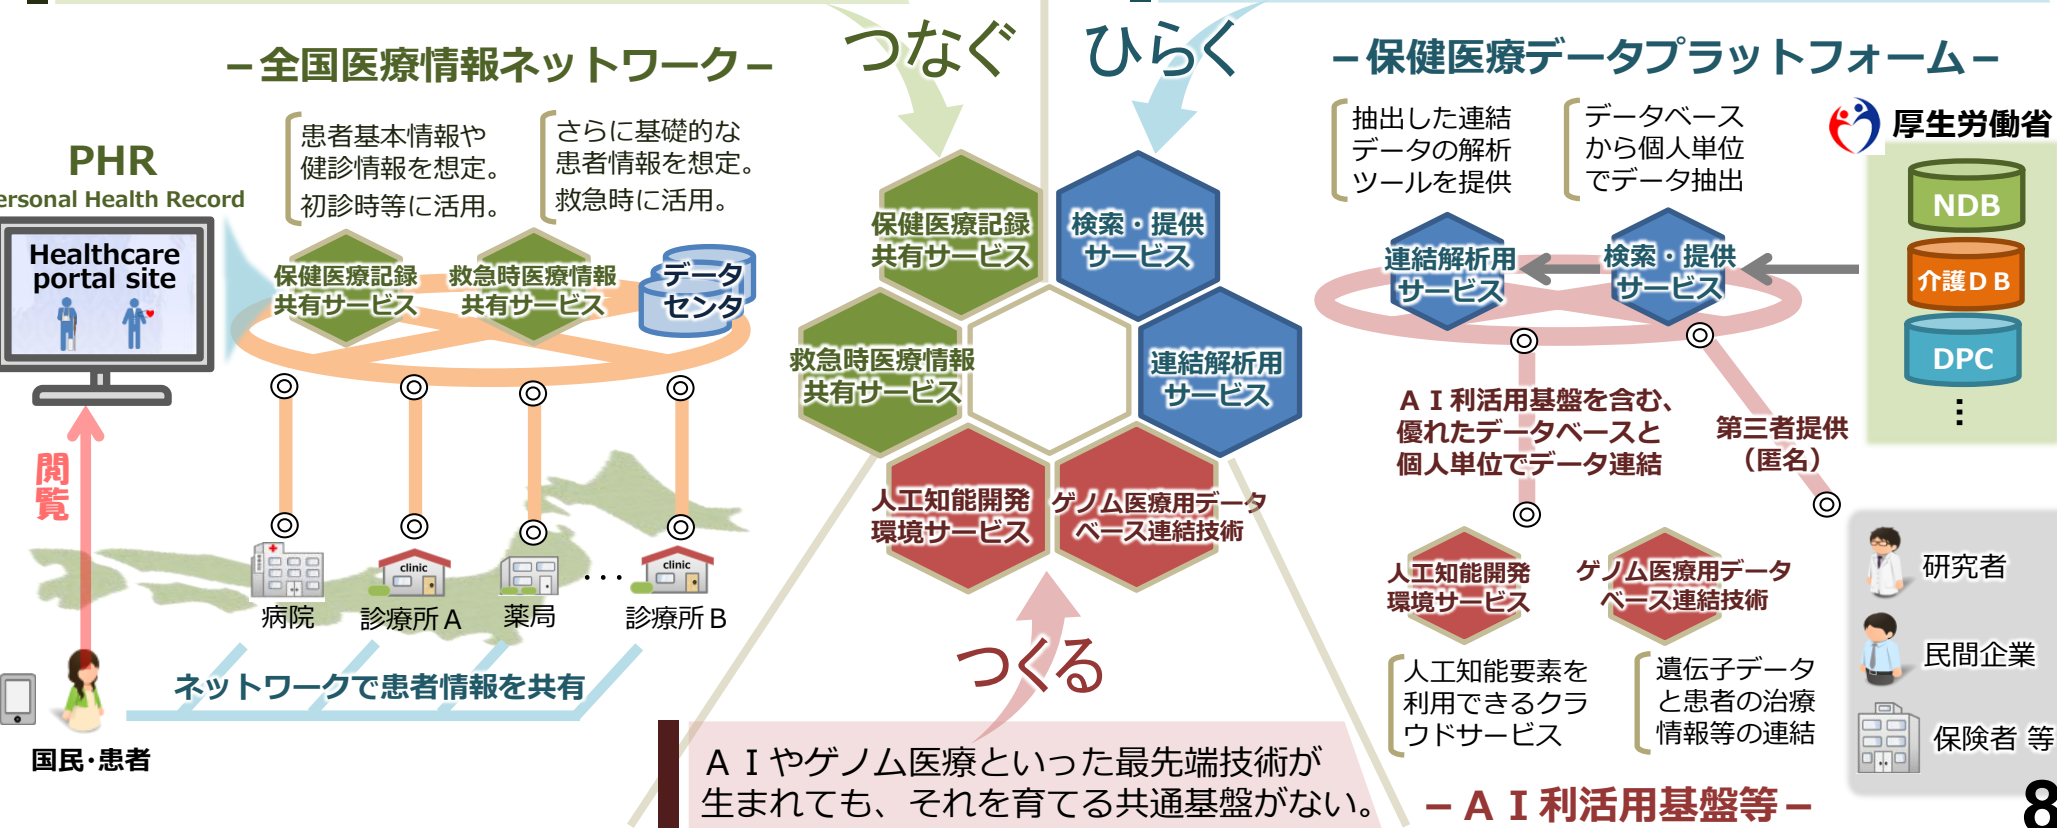 つなぐ
ひらく
－全国医療情報ネットワーク－
患者基本情報や
健診情報を想定。
初診時等に活用。
さらに基礎的な
患者情報を想定。
救急時に活用。
PHR
ersonal Health Record
Healthcare
portal site
保健医療記録
共有サービス
救急時医療情報
共有サービス
データ
センタ
閲
覧
clinic
clinic
病院
診療所Ａ
薬局
…
診療所Ｂ
ネットワークで患者情報を共有
国民･患者
保健医療記録
共有サービス
検索・提供
サービス
救急時医療情報
共有サービス
連結解析用
サービス
人工知能開発
環境サービス
ゲノム医療用データ
ベース連結技術
つくる
ＡＩやゲノム医療といった最先端技術が
生まれても、それを育てる共通基盤がない。
－保健医療データプラットフォーム－
抽出した連結
データの解析
ツールを提供
データベース
から個人単位
でデータ抽出
厚生労働省
NDB
介護ＤＢ
DPC
…
連結解析用
サービス
検索・提供
サービス
ＡＩ利活用基盤を含む、
優れたデータベースと
個人単位でデータ連結
第三者提供
（匿名）
人工知能開発
環境サービス
ゲノム医療用データ
ベース連結技術
人工知能要素を
利用できるクラ
ウドサービス
遺伝子データ
と患者の治療
情報等の連結
研究者
民間企業
保険者 等
－ＡＩ利活用基盤等－
8